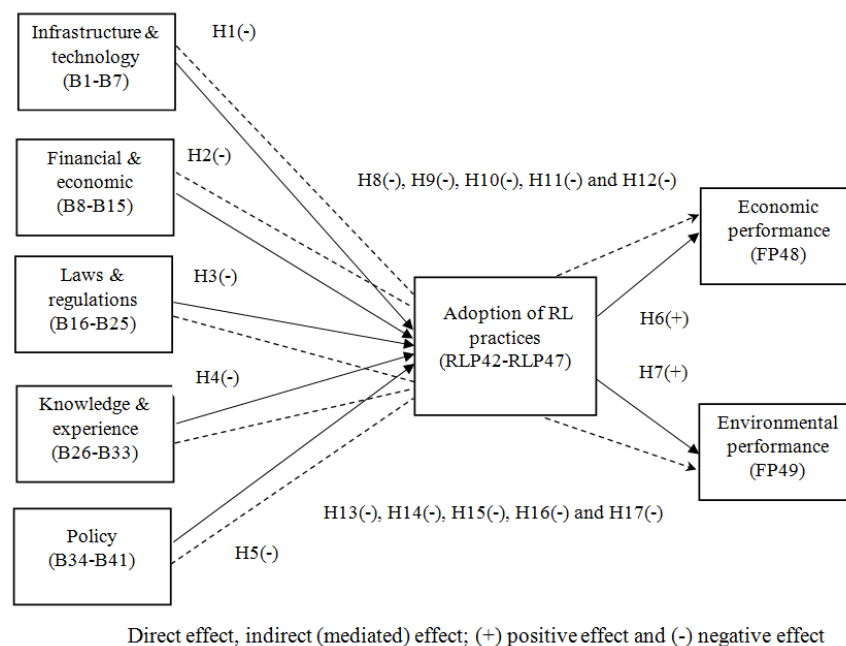 Infrastructure &
technology
(B1-B7)
H1(-)
Financial &
economic
(B8-B15)
H2(-)
Laws &
regulations
(B16-B25)
H3(-)
Knowledge &
experience
(B26-B33)
H4(-)
Policy
(B34-B41)
H5(-)
H8(-), H9(-), H10(-), H11(-) and H12(-)
Adoption of RL
practices
(RLP42-RLP47)
H13(-), H14(-), H15(-), H16(-) and H17(-)
Economic
performance
(FP48)
H6(+)
H7(+)
Environmental
performance
(FP49)
Direct effect, indirect (mediated) effect; (+) positive effect and (-) negative effect